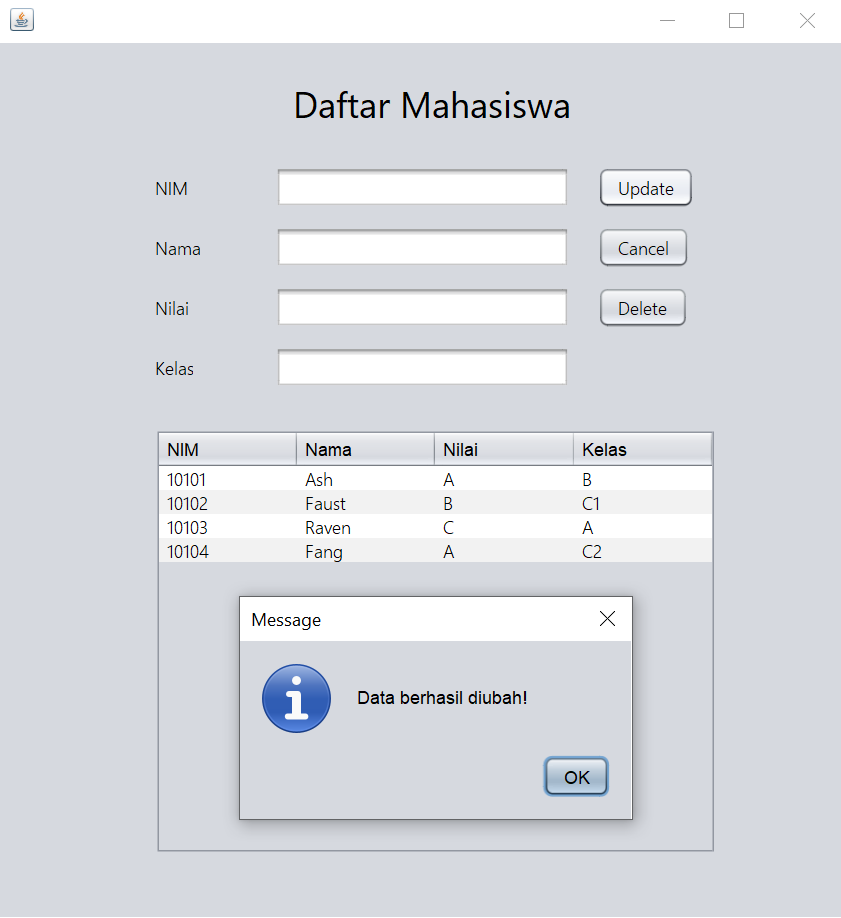 Daftar Mahasiswa
NIM
Update
Nama
Cancel
Nilai
Delete
Kelas
NIM Nama Nilai Kelas
10101 Ash A B
10102 Faust B C1
10103 Raven C A
10104 Fang A C2
Message
Data berhasil diubah!
OK